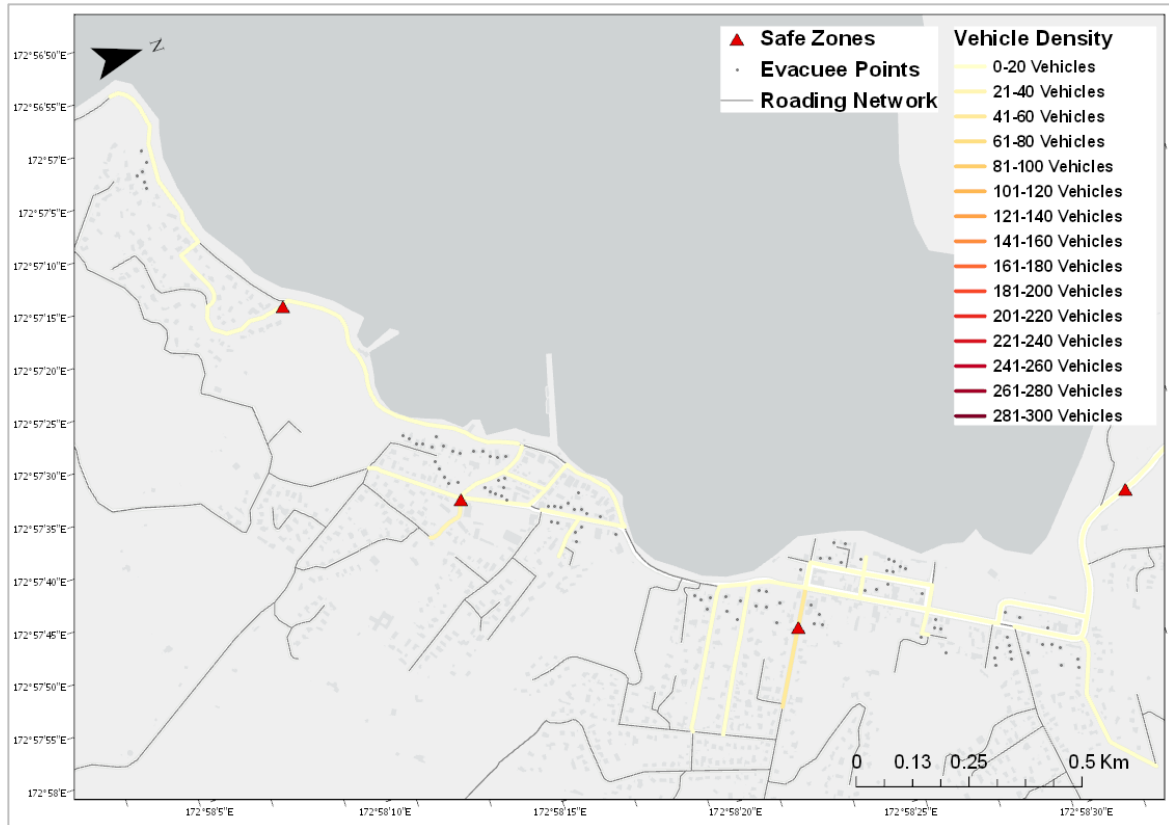 N
Safe Zones
Evacuee Points
Roading Network
Vehicle Density
0-20 Vehicles
21-40 Vehicles
41-60 Vehicles
61-80 Vehicles
81-100 Vehicles
101-120 Vehicles
121-140 Vehicles
141-160 Vehicles
161-180 Vehicles
181-200 Vehicles
201-220 Vehicles
221-240 Vehicles
241-260 Vehicles
261-280 Vehicles
281-300 Vehicles
172°56'50"E
172°56'55"E
172°57'E
172°57'5"E
172°57'10"E
172°57'15"E
172°57'20"E
172°57'25"E
172°57'30"E
172°57'35"E
172°57'40"E
172°57'45"E
172°57'50"E
172°57'55"E
172°58'E
0 0.13 0.25 0.5 Km
172°58'5"E 172°58'10"E 172°58'15"E 172°58'20"E 172°58'25"E 172°58'30"E